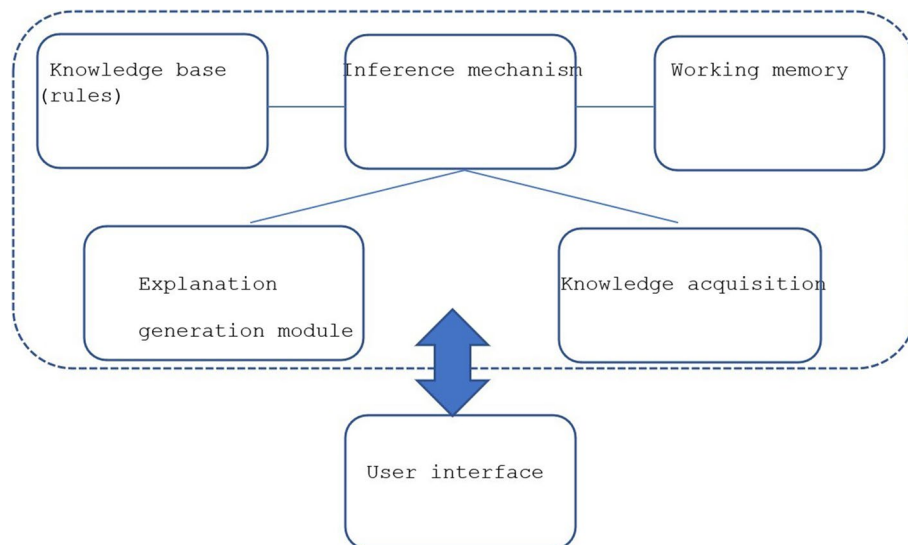 Knowledge base
(rules)
Inference mechanism
Working memory
Explanation
generation module
Knowledge acquisition
User interface